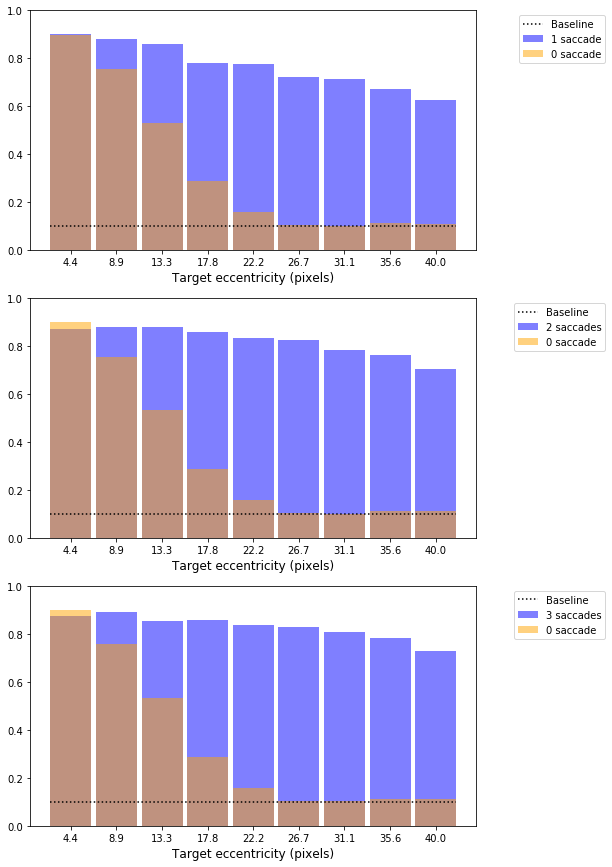 1.0
0.8
0.6
0.4
0.2
0.0
4.4 8.9 13.3 17.8 22.2 26.7 31.1 35.6 40.0
Target eccentricity (pixels)
Baseline
1 saccade
0 saccade
1.0
0.8
0.6
0.4
0.2
0.0
4.4 8.9 13.3 17.8 22.2 26.7 31.1 35.6 40.0
Target eccentricity (pixels)
Baseline
2 saccades
0 saccade
1.0
0.8
0.6
0.4
0.2
0.0
4.4 8.9 13.3 17.8 22.2 26.7 31.1 35.6 40.0
Target eccentricity (pixels)
Baseline
3 saccades
0 saccade